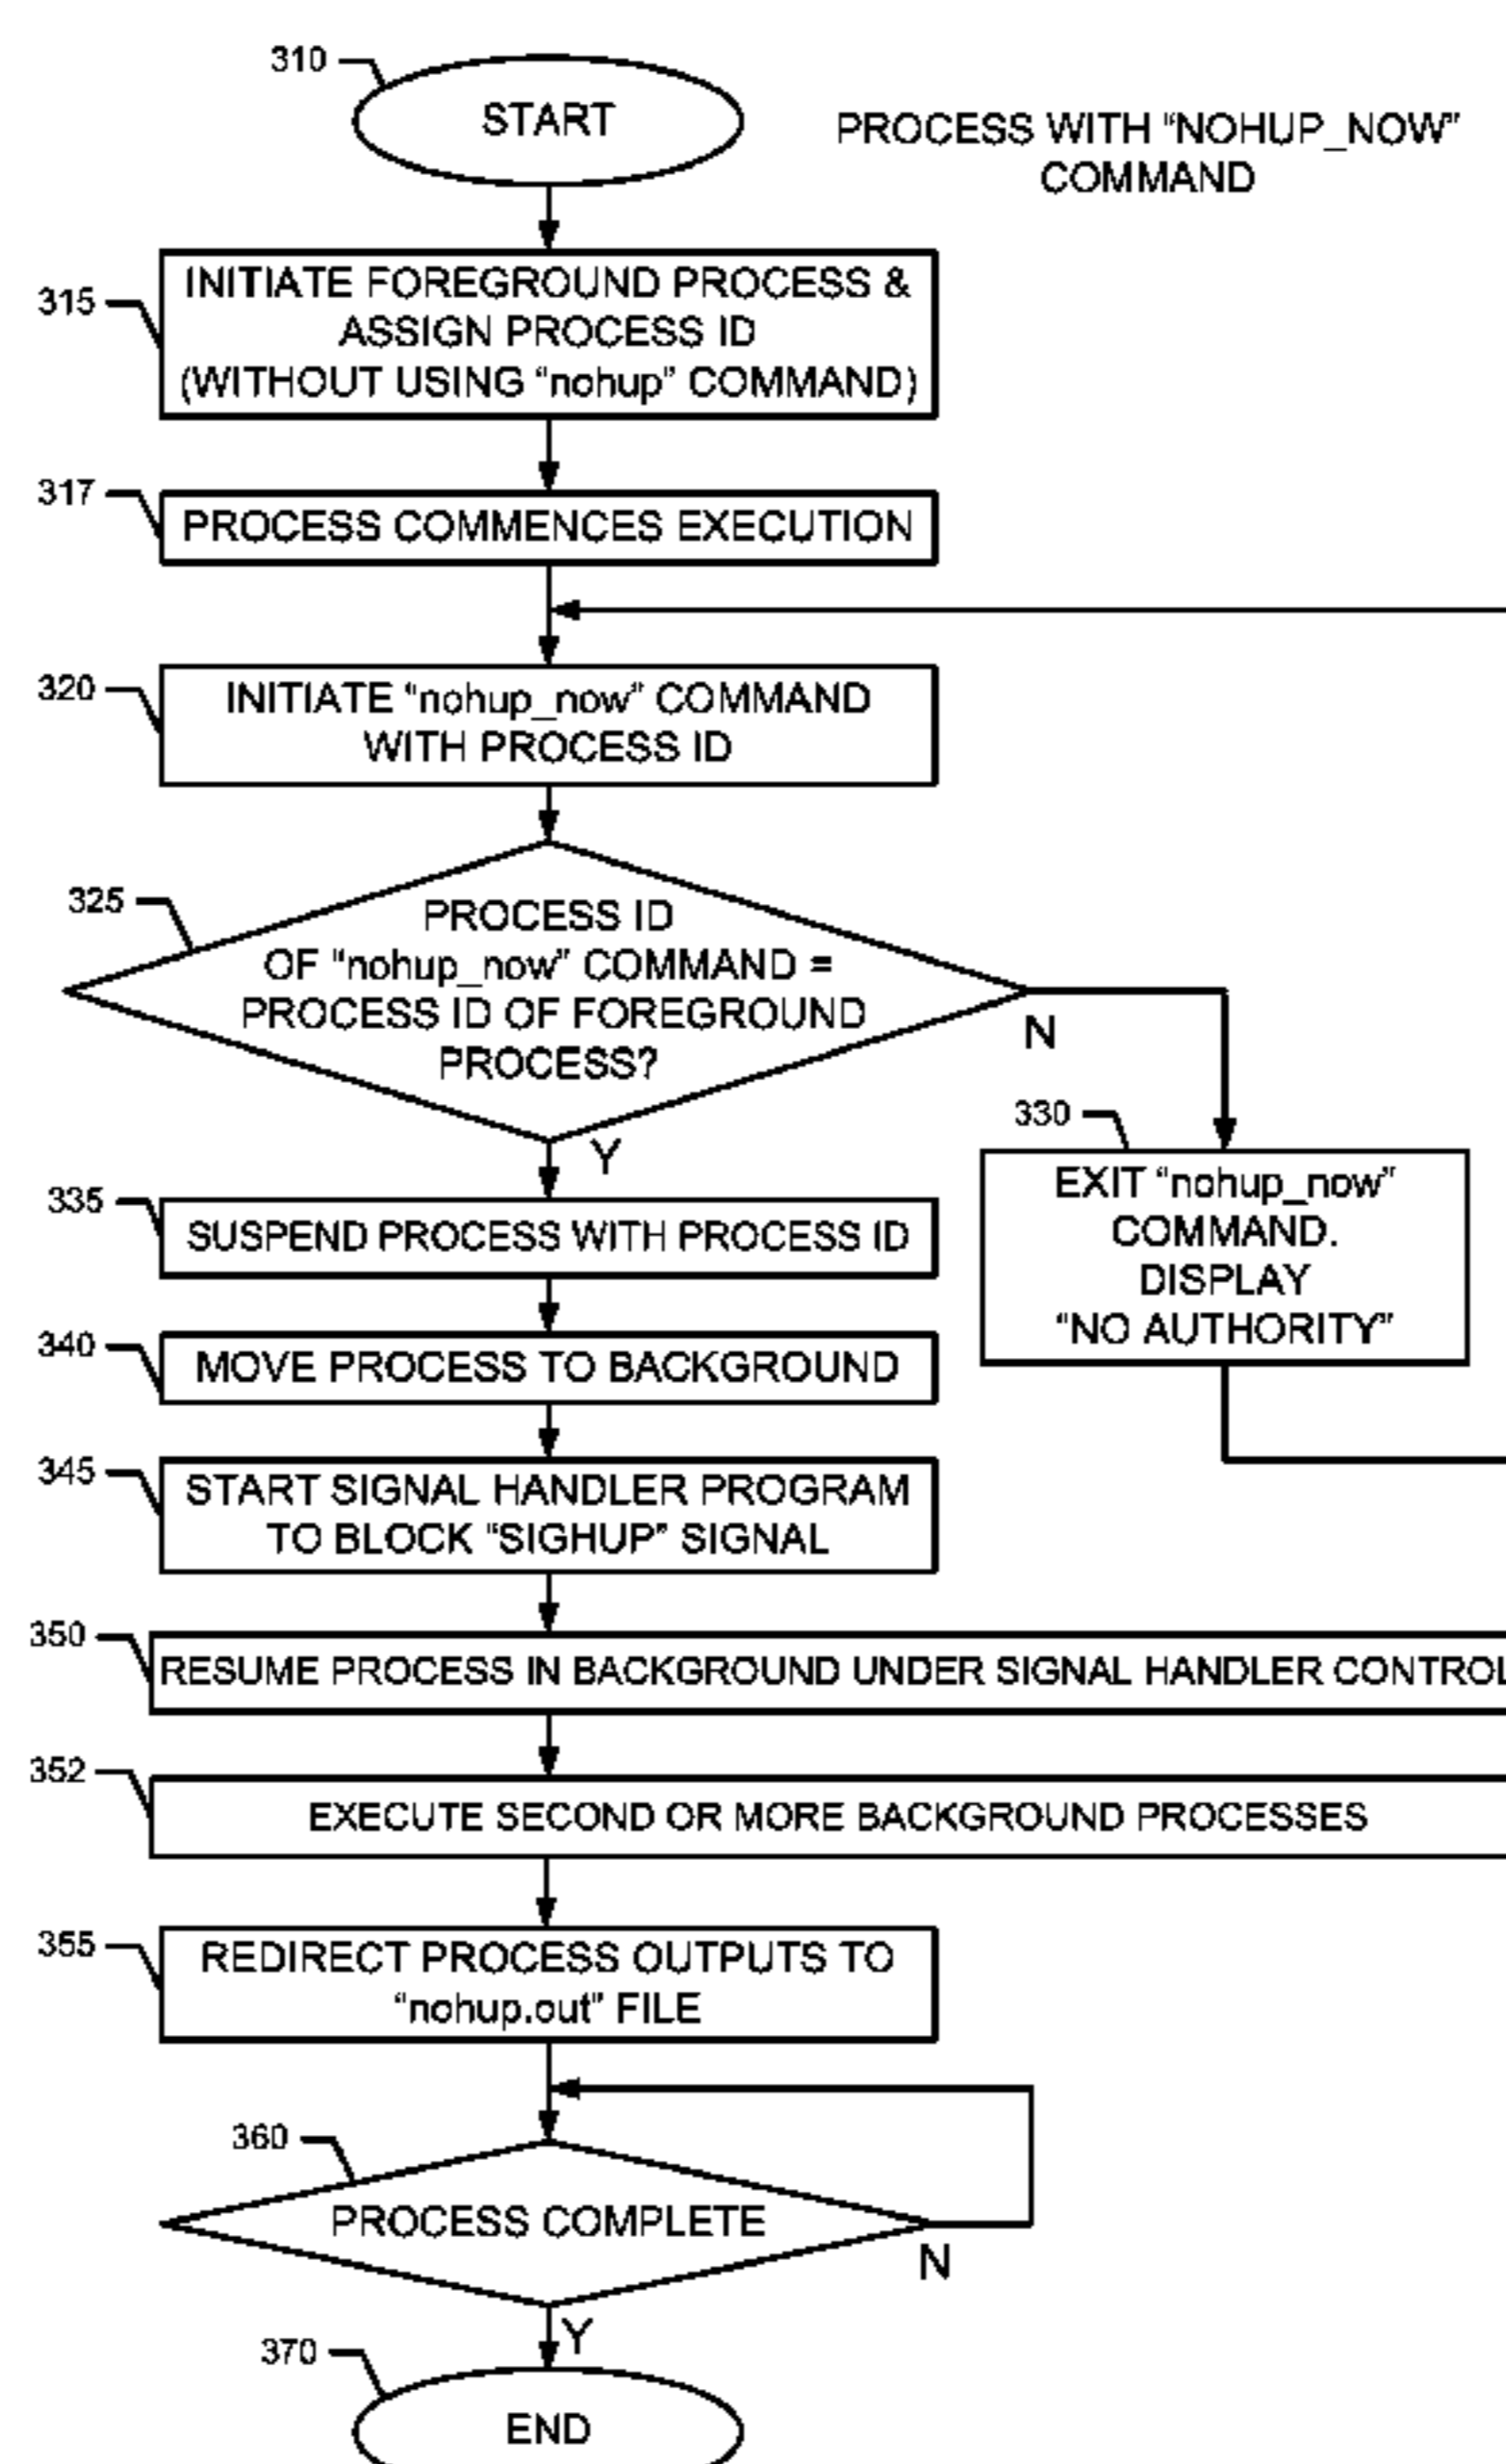 310
START
PROCESS WITH “NOHUP_NOW”
COMMAND
315
INITIATE FOREGROUND PROCESS &
ASSIGN PROCESS ID
(WITHOUT USING “nohup” COMMAND)
317
PROCESS COMMENCES EXECUTION
320
INITIATE “nohup_now” COMMAND
WITH PROCESS ID
325
PROCESS ID
OF “nohup_now” COMMAND =
PROCESS ID OF FOREGROUND
PROCESS?
N
Y
330
EXIT “nohup_now”
COMMAND.
DISPLAY
“NO AUTHORITY”
335
SUSPEND PROCESS WITH PROCESS ID
340
MOVE PROCESS TO BACKGROUND
345
START SIGNAL HANDLER PROGRAM
TO BLOCK “SIGHUP” SIGNAL
350
RESUME PROCESS IN BACKGROUND UNDER SIGNAL HANDLER CONTROL
352
EXECUTE SECOND OR MORE BACKGROUND PROCESSES
355
REDIRECT PROCESS OUTPUTS TO
“nohup.out” FILE
360
PROCESS COMPLETE
N
Y
370
END